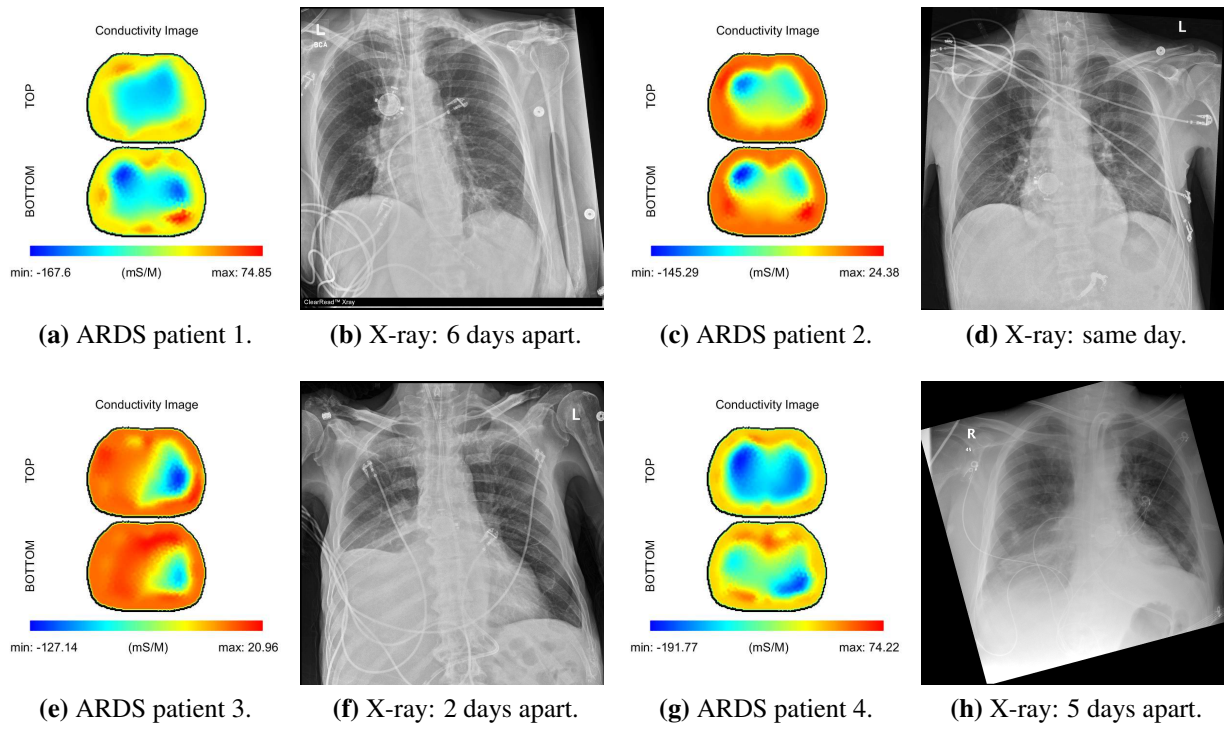 Conductivity Image
TOP
BOTTOM
min: -167.6 (mS/M) max: 74.85
L
BCA
ClearRead™ Xray
Conductivity Image
TOP
BOTTOM
min: -145.29 (mS/M) max: 24.38
L
(a) ARDS patient 1.
(b) X-ray: 6 days apart.
(c) ARDS patient 2.
(d) X-ray: same day.
Conductivity Image
TOP
BOTTOM
min: -127.14 (mS/M) max: 20.96
L
Conductivity Image
TOP
BOTTOM
min: -191.77 (mS/M) max: 74.22
R
(e) ARDS patient 3.
(f) X-ray: 2 days apart.
(g) ARDS patient 4.
(h) X-ray: 5 days apart.